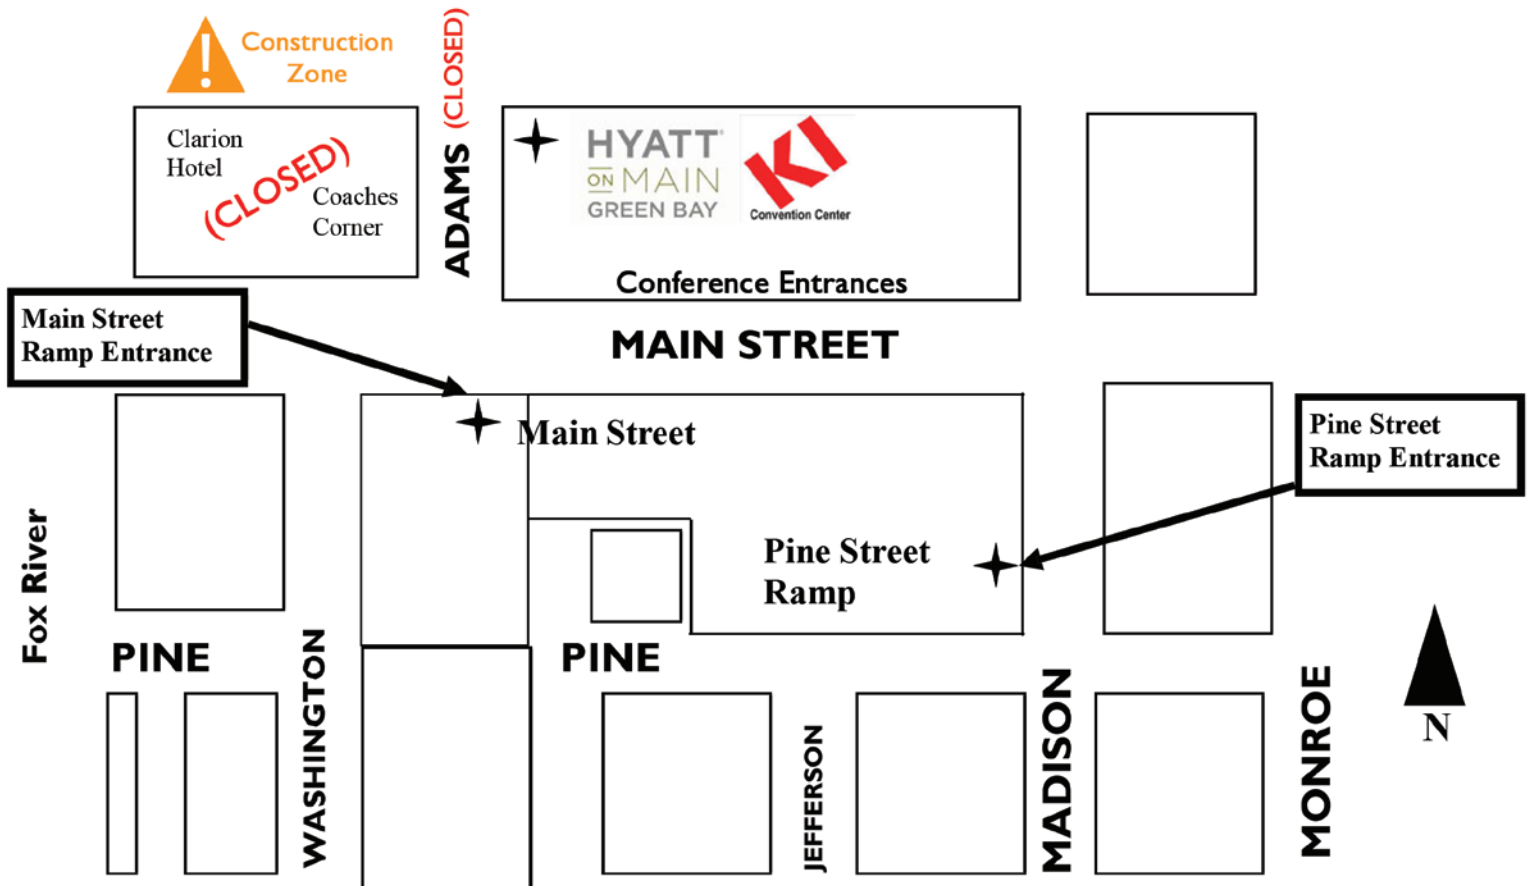 Construction
Zone
ADAMS (CLOSED)
Clarion
Hotel
(CLOSED)
Coaches
Corner
HYATT
ON MAIN
GREEN BAY
KI
Convention Center
Conference Entrances
Main Street
Ramp Entrance
MAIN STREET
Main Street
Pine Street
Ramp Entrance
Pine Street
Ramp
Fox River
PINE
WASHINGTON
PINE
JEFFERSON
MADISON
MONROE
N